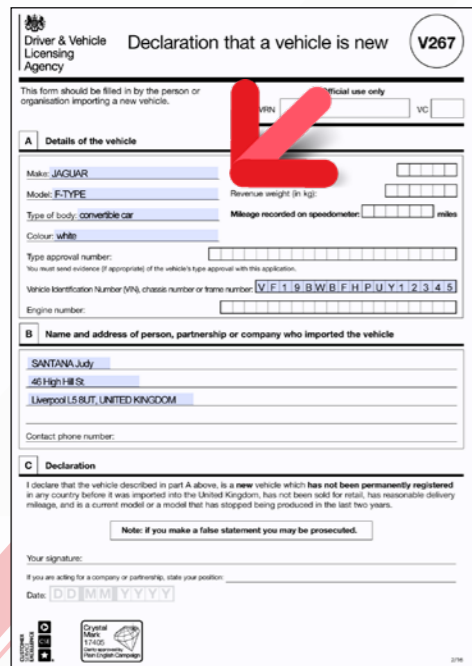 Driver & Vehicle
Licensing
Agency
Declaration that a vehicle is new
V267
This form should be filled in by the person or
organisation importing a new vehicle.
Official use only
VRN
VC
A Details of the vehicle
Make: JAGUAR
Model: F-TYPE
Revenue weight (in kg):
Type of body: convertible car
Mileage recorded on speedometer: miles
Colour: white
Type approval number:
You must send evidence (if appropriate) of the vehicle's type approval with this application.
Vehicle Identification Number (VIN), chassis number or frame number: VF19BWBFHPUY12345
Engine number:
B Name and address of person, partnership or company who imported the vehicle
SANTANA Judy
46 High Hill St.
Liverpool L5 8UT, UNITED KINGDOM
Contact phone number:
C Declaration
I declare that the vehicle described in part A above, is a new vehicle which has not been permanently registered
in any country before it was imported into the United Kingdom, has not been sold for retail, has reasonable delivery
mileage, and is a current model or a model that has stopped being produced in the last two years.
Note: if you make a false statement you may be prosecuted.
Your signature:
If you are acting for a company or partnership, state your position:
Date: DD MM YYYY
CUSTOMER
SERVICE
EXCELLENCE
Crystal
Mark
17405
Clarity approved by
Plain English Campaign